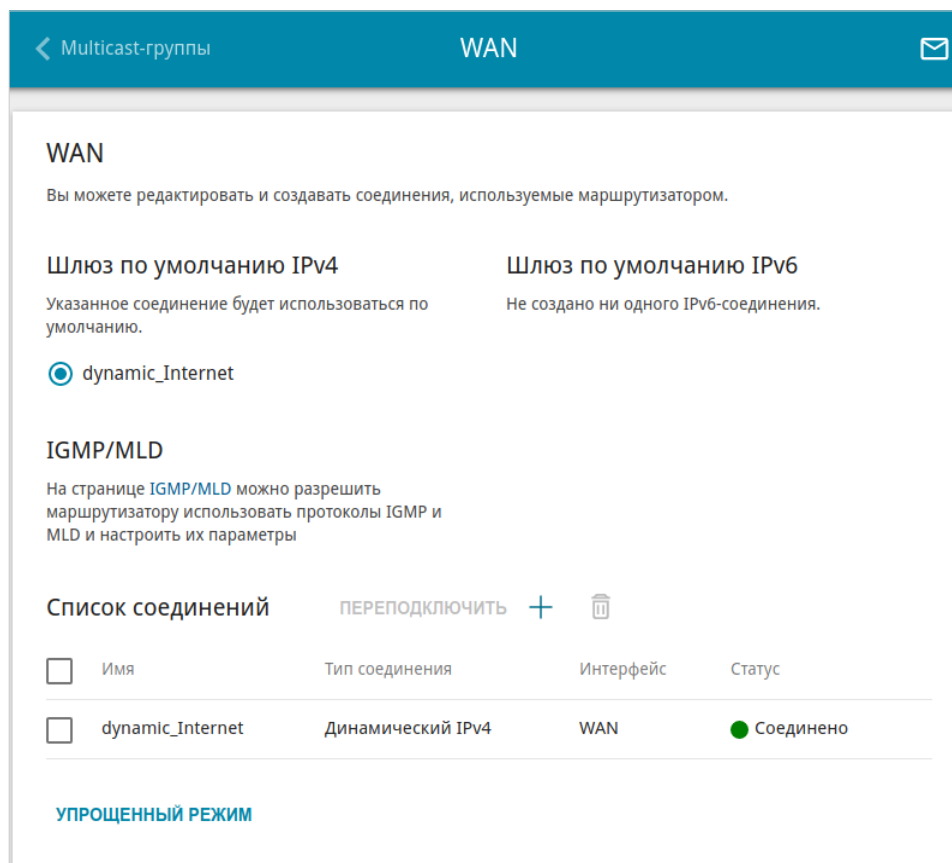 Multicast-группы
WAN
WAN
Вы можете редактировать и создавать соединения, используемые маршрутизатором.
Шлюз по умолчанию IPv4
Указанное соединение будет использоваться по
умолчанию.
dynamic_Internet
Шлюз по умолчанию IPv6
Не создано ни одного IPv6-соединения.
IGMP/MLD
На странице IGMP/MLD можно разрешить
маршрутизатору использовать протоколы IGMP и
MLD и настроить их параметры
Список соединений ПЕРЕПОДКЛЮЧИТЬ
Имя Тип соединения Интерфейс Статус
dynamic_Internet Динамический IPv4 WAN Соединено
УПРОЩЕННЫЙ РЕЖИМ